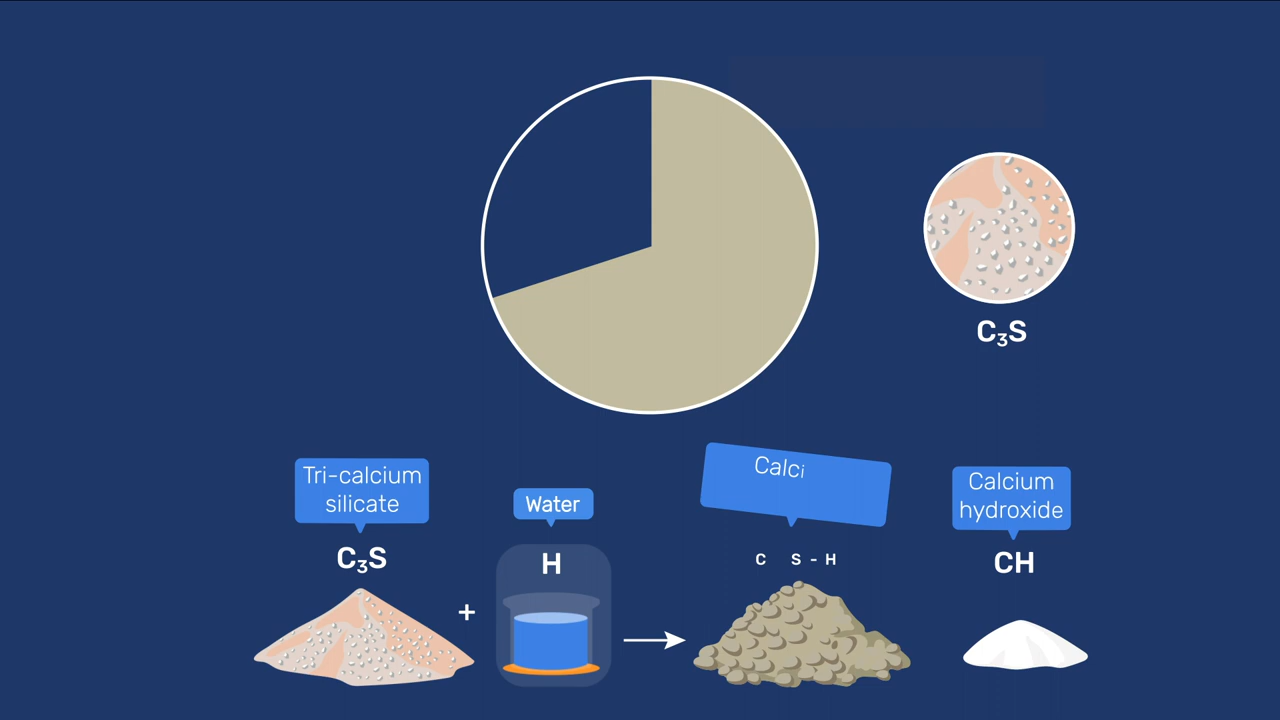 C₃S
Tri-calcium
silicate
Water
Calci
Calcium
hydroxide
C₃S
H
C S - H
CH
+